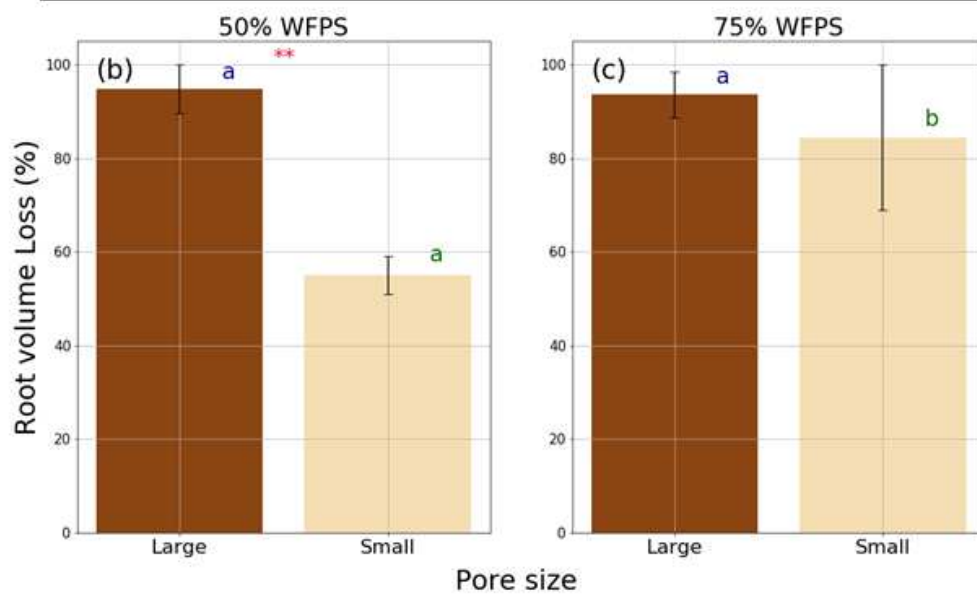 50% WFPS
75% WFPS
Root volume Loss (%)
(b)
a
**
a
100
80
60
40
20
0
Large
Small
(c)
a
b
100
80
60
40
20
0
Large
Small
Pore size